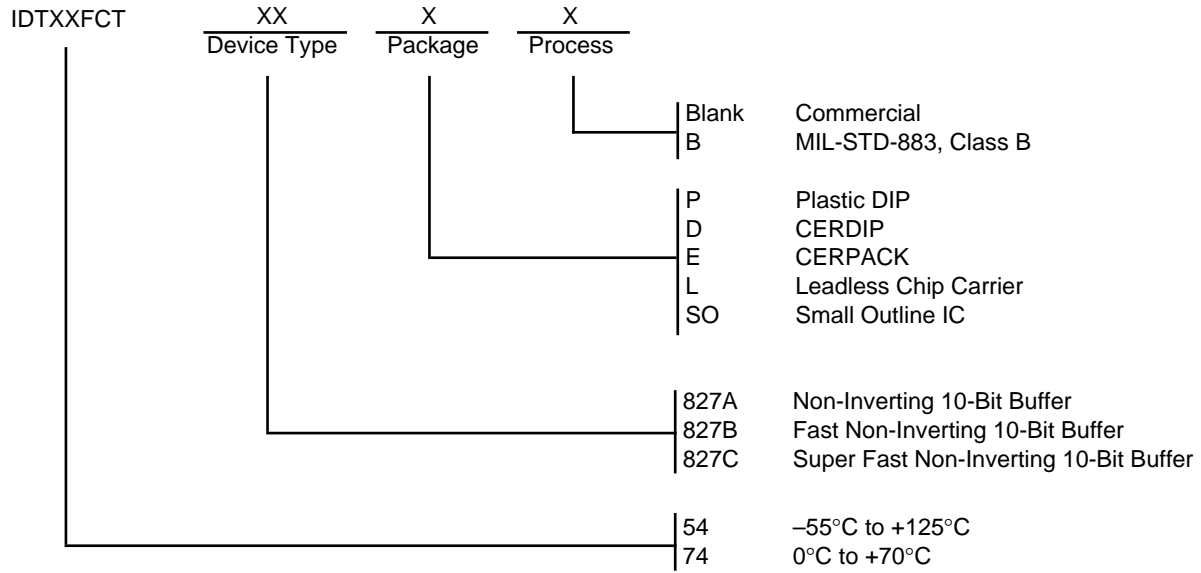 IDTXXFCT XX X X
Device Type Package Process
Blank Commercial
B MIL-STD-883, Class B
P Plastic DIP
D CERDIP
E CERPACK
L Leadless Chip Carrier
SO Small Outline IC
827A Non-Inverting 10-Bit Buffer
827B Fast Non-Inverting 10-Bit Buffer
827C Super Fast Non-Inverting 10-Bit Buffer
54 –55°C to +125°C
74 0°C to +70°C